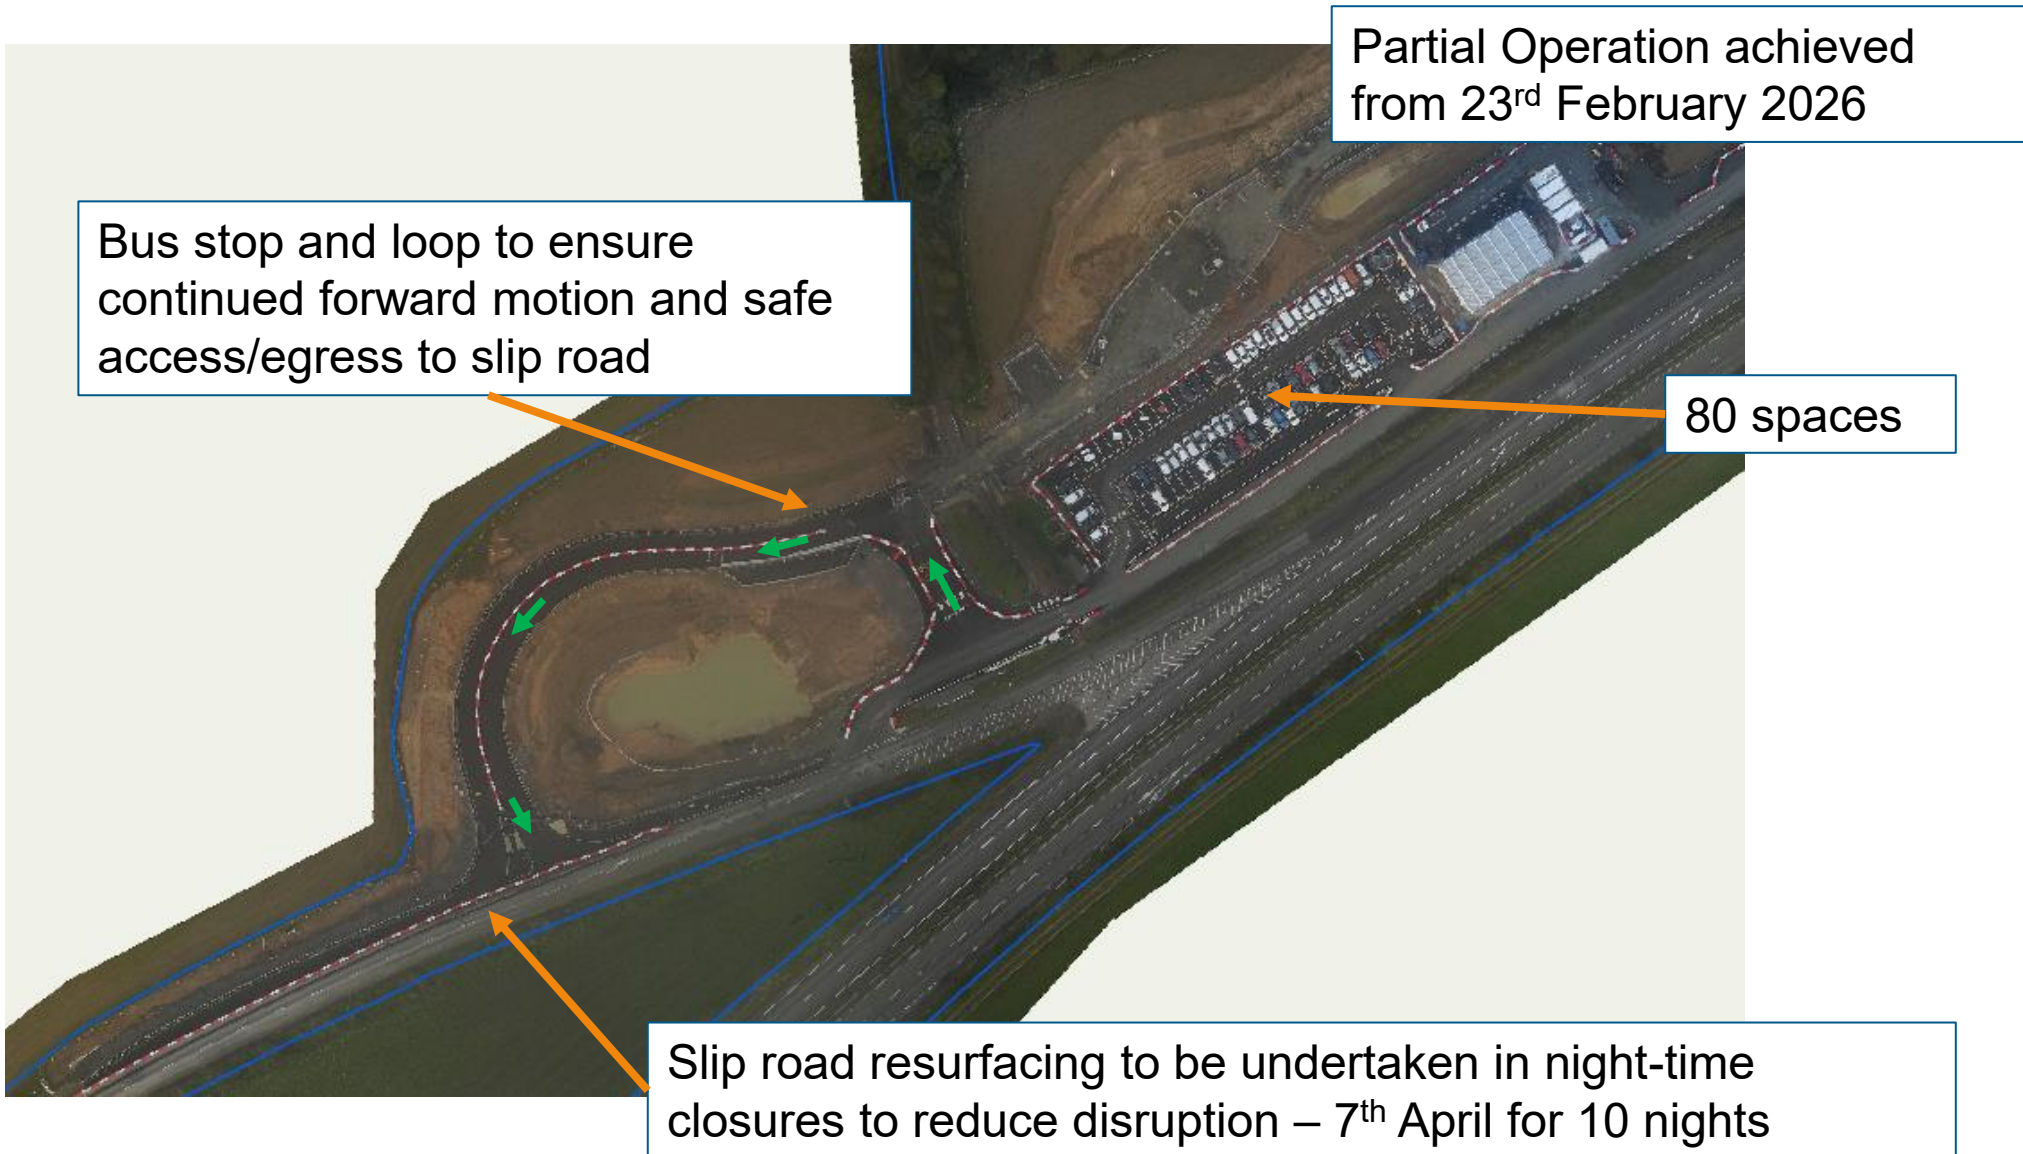 Partial Operation achieved
from 23rd February 2026
Bus stop and loop to ensure
continued forward motion and safe
access/egress to slip road
80 spaces
Slip road resurfacing to be undertaken in night-time
closures to reduce disruption – 7th April for 10 nights